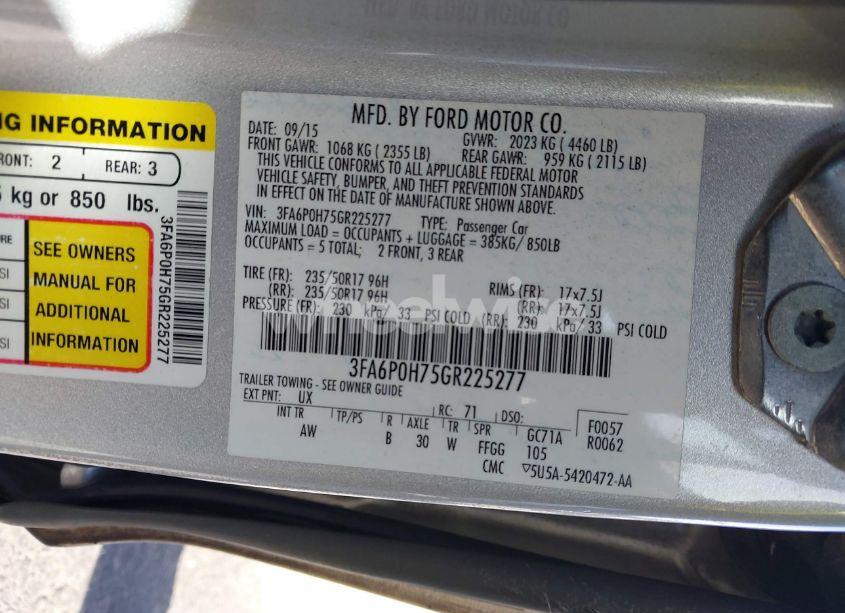 MFD. BY FORD MOTOR CO.
NG INFORMATION
FRONT: 2 REAR: 3
kg or 850 lbs.
SEE OWNERS
MANUAL FOR
ADDITIONAL
INFORMATION
3FA6P0H75GR225277
MFD. BY FORD MOTOR CO.
DATE: 09/15 GVWR: 2023 KG ( 4460 LB)
FRONT GAWR: 1068 KG ( 2355 LB) REAR GAWR: 959 KG ( 2115 LB)
THIS VEHICLE CONFORMS TO ALL APPLICABLE FEDERAL MOTOR
VEHICLE SAFETY, BUMPER, AND THEFT PREVENTION STANDARDS
IN EFFECT ON THE DATE OF MANUFACTURE SHOWN ABOVE.
VIN: 3FA6P0H75GR225277 TYPE: Passenger Car
MAXIMUM LOAD = OCCUPANTS + LUGGAGE = 385KG/ 850LB
OCCUPANTS = 5 TOTAL; 2 FRONT, 3 REAR
TIRE (FR): 235/50R17 96H RIMS (FR): 17x7.5J
(RR): 235/50R17 96H (RR): 17x7.5J
PRESSURE (FR): 230 kPa/ 33 PSI COLD (RR): 230 kPa/ 33 PSI COLD
3FA6P0H75GR225277
TRAILER TOWING - SEE OWNER GUIDE
EXT PNT: UX RC: 71 DSO:
INT TR TP/PS R AXLE TR SPR GC71A F0057
AW B 30 W FFGG 105 R0062
CMC ▽5U5A-5420472-AA